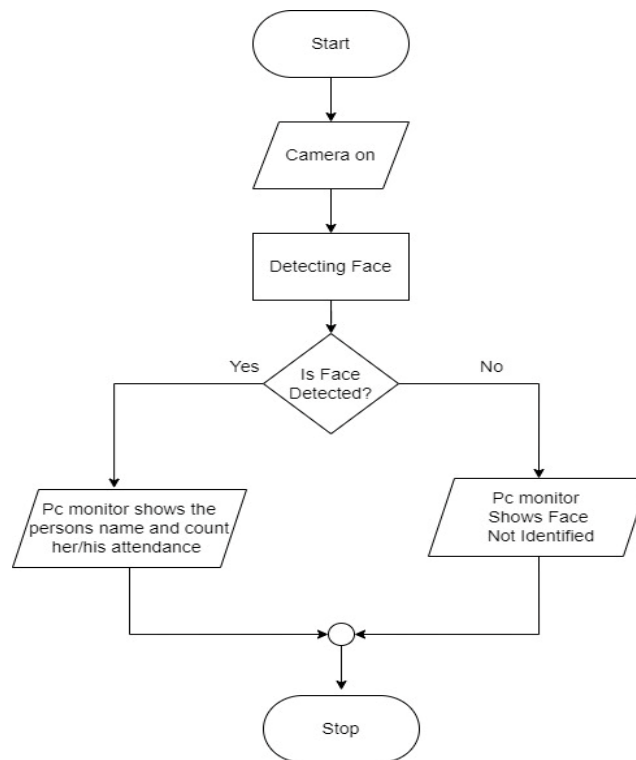 Start
Camera on
Detecting Face
Is Face
Detected?
Yes
No
Pc monitor shows the
persons name and count
her/his attendance
Pc monitor
Shows Face
Not Identified
Stop